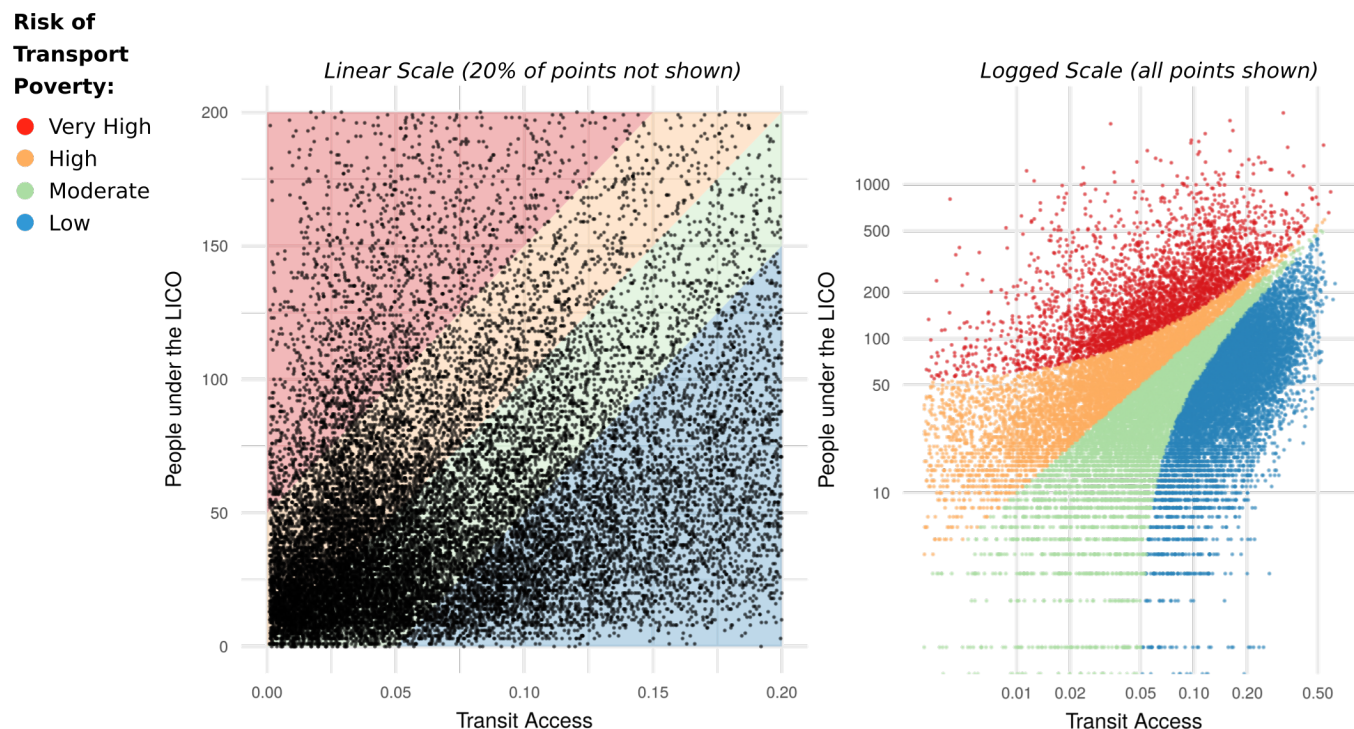 Risk of
Transport
Poverty:
Very High
High
Moderate
Low
Linear Scale (20% of points not shown)
People under the LICO
200
150
100
50
0
0.00 0.05 0.10 0.15 0.20
Transit Access
Logged Scale (all points shown)
People under the LICO
1000
500
200
100
50
10
0.01 0.02 0.05 0.10 0.20 0.50
Transit Access